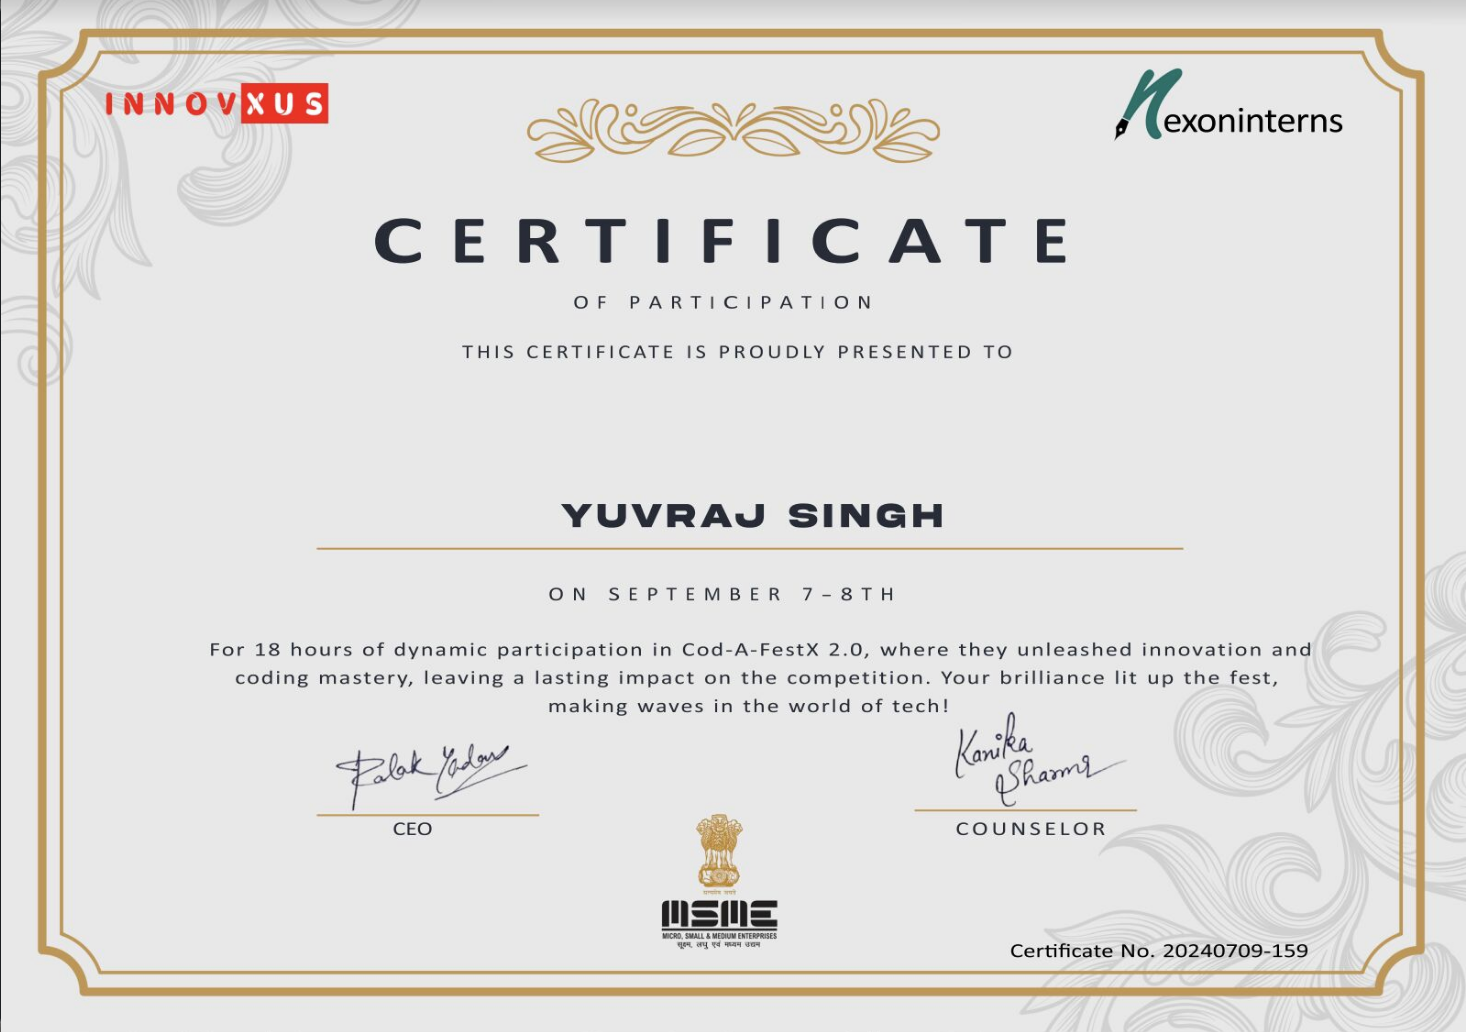 INNOVXUS
nexoninterns
CERTIFICATE
OF PARTICIPATION
THIS CERTIFICATE IS PROUDLY PRESENTED TO
YUVRAJ SINGH
ON SEPTEMBER 7–8TH
For 18 hours of dynamic participation in Cod-A-FestX 2.0, where they unleashed innovation and
coding mastery, leaving a lasting impact on the competition. Your brilliance lit up the fest,
making waves in the world of tech!
Palak Yadav
CEO
Kanika
Sharma
COUNSELOR
सत्यमेव जयते
MSME
MICRO, SMALL & MEDIUM ENTERPRISES
सूक्ष्म, लघु एवं मध्यम उद्यम
Certificate No. 20240709-159